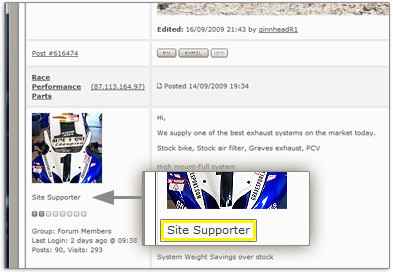 Edited: 16/09/2009 21:43 by ginnheadR1
Post #616474
PM EMAIL
Race Performance Parts
(87.113.164.97)
Posted 14/09/2009 19:34
Hi,
We supply one of the best exhaust systems on the market today.
Stock bike, Stock air filter, Graves exhaust, PCV
High mount-Full system
Site Supporter
Site Supporter
Group: Forum Members
Last Login: 2 days ago @ 09:38
Posts: 90, Visits: 293
System Weight Savings over stock